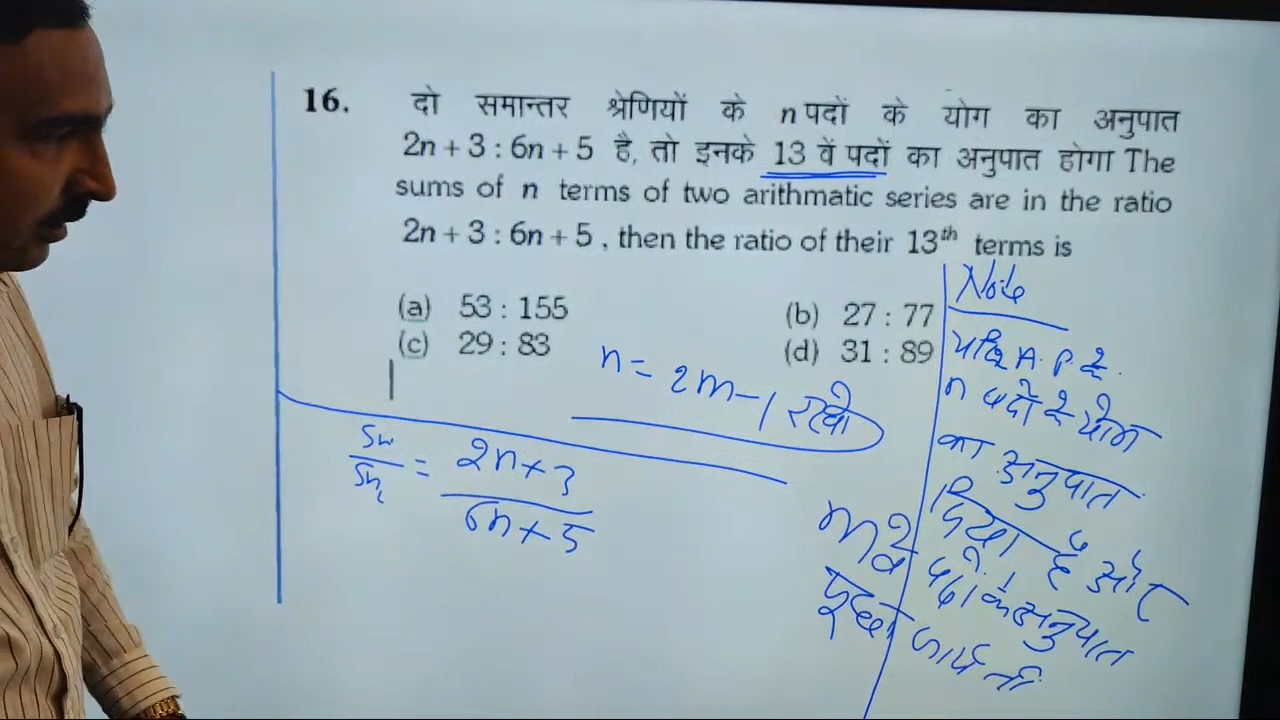 16. दो समान्तर श्रेणियों के n पदों के योग का अनुपात
2n + 3 : 6n + 5 है, तो इनके 13 वें पदों का अनुपात होगा The
sums of n terms of two arithmatic series are in the ratio
2n + 3 : 6n + 5 , then the ratio of their 13th terms is
(a) 53 : 155
(b) 27 : 77
(c) 29 : 83
(d) 31 : 89
n = 2m - 1 रखो
2n + 3
6n + 5
Note
यदि A.P. के
n पदों के योग
का अनुपात
दिया है और
m वें पदों के अनुपात
पूछा जाये तो